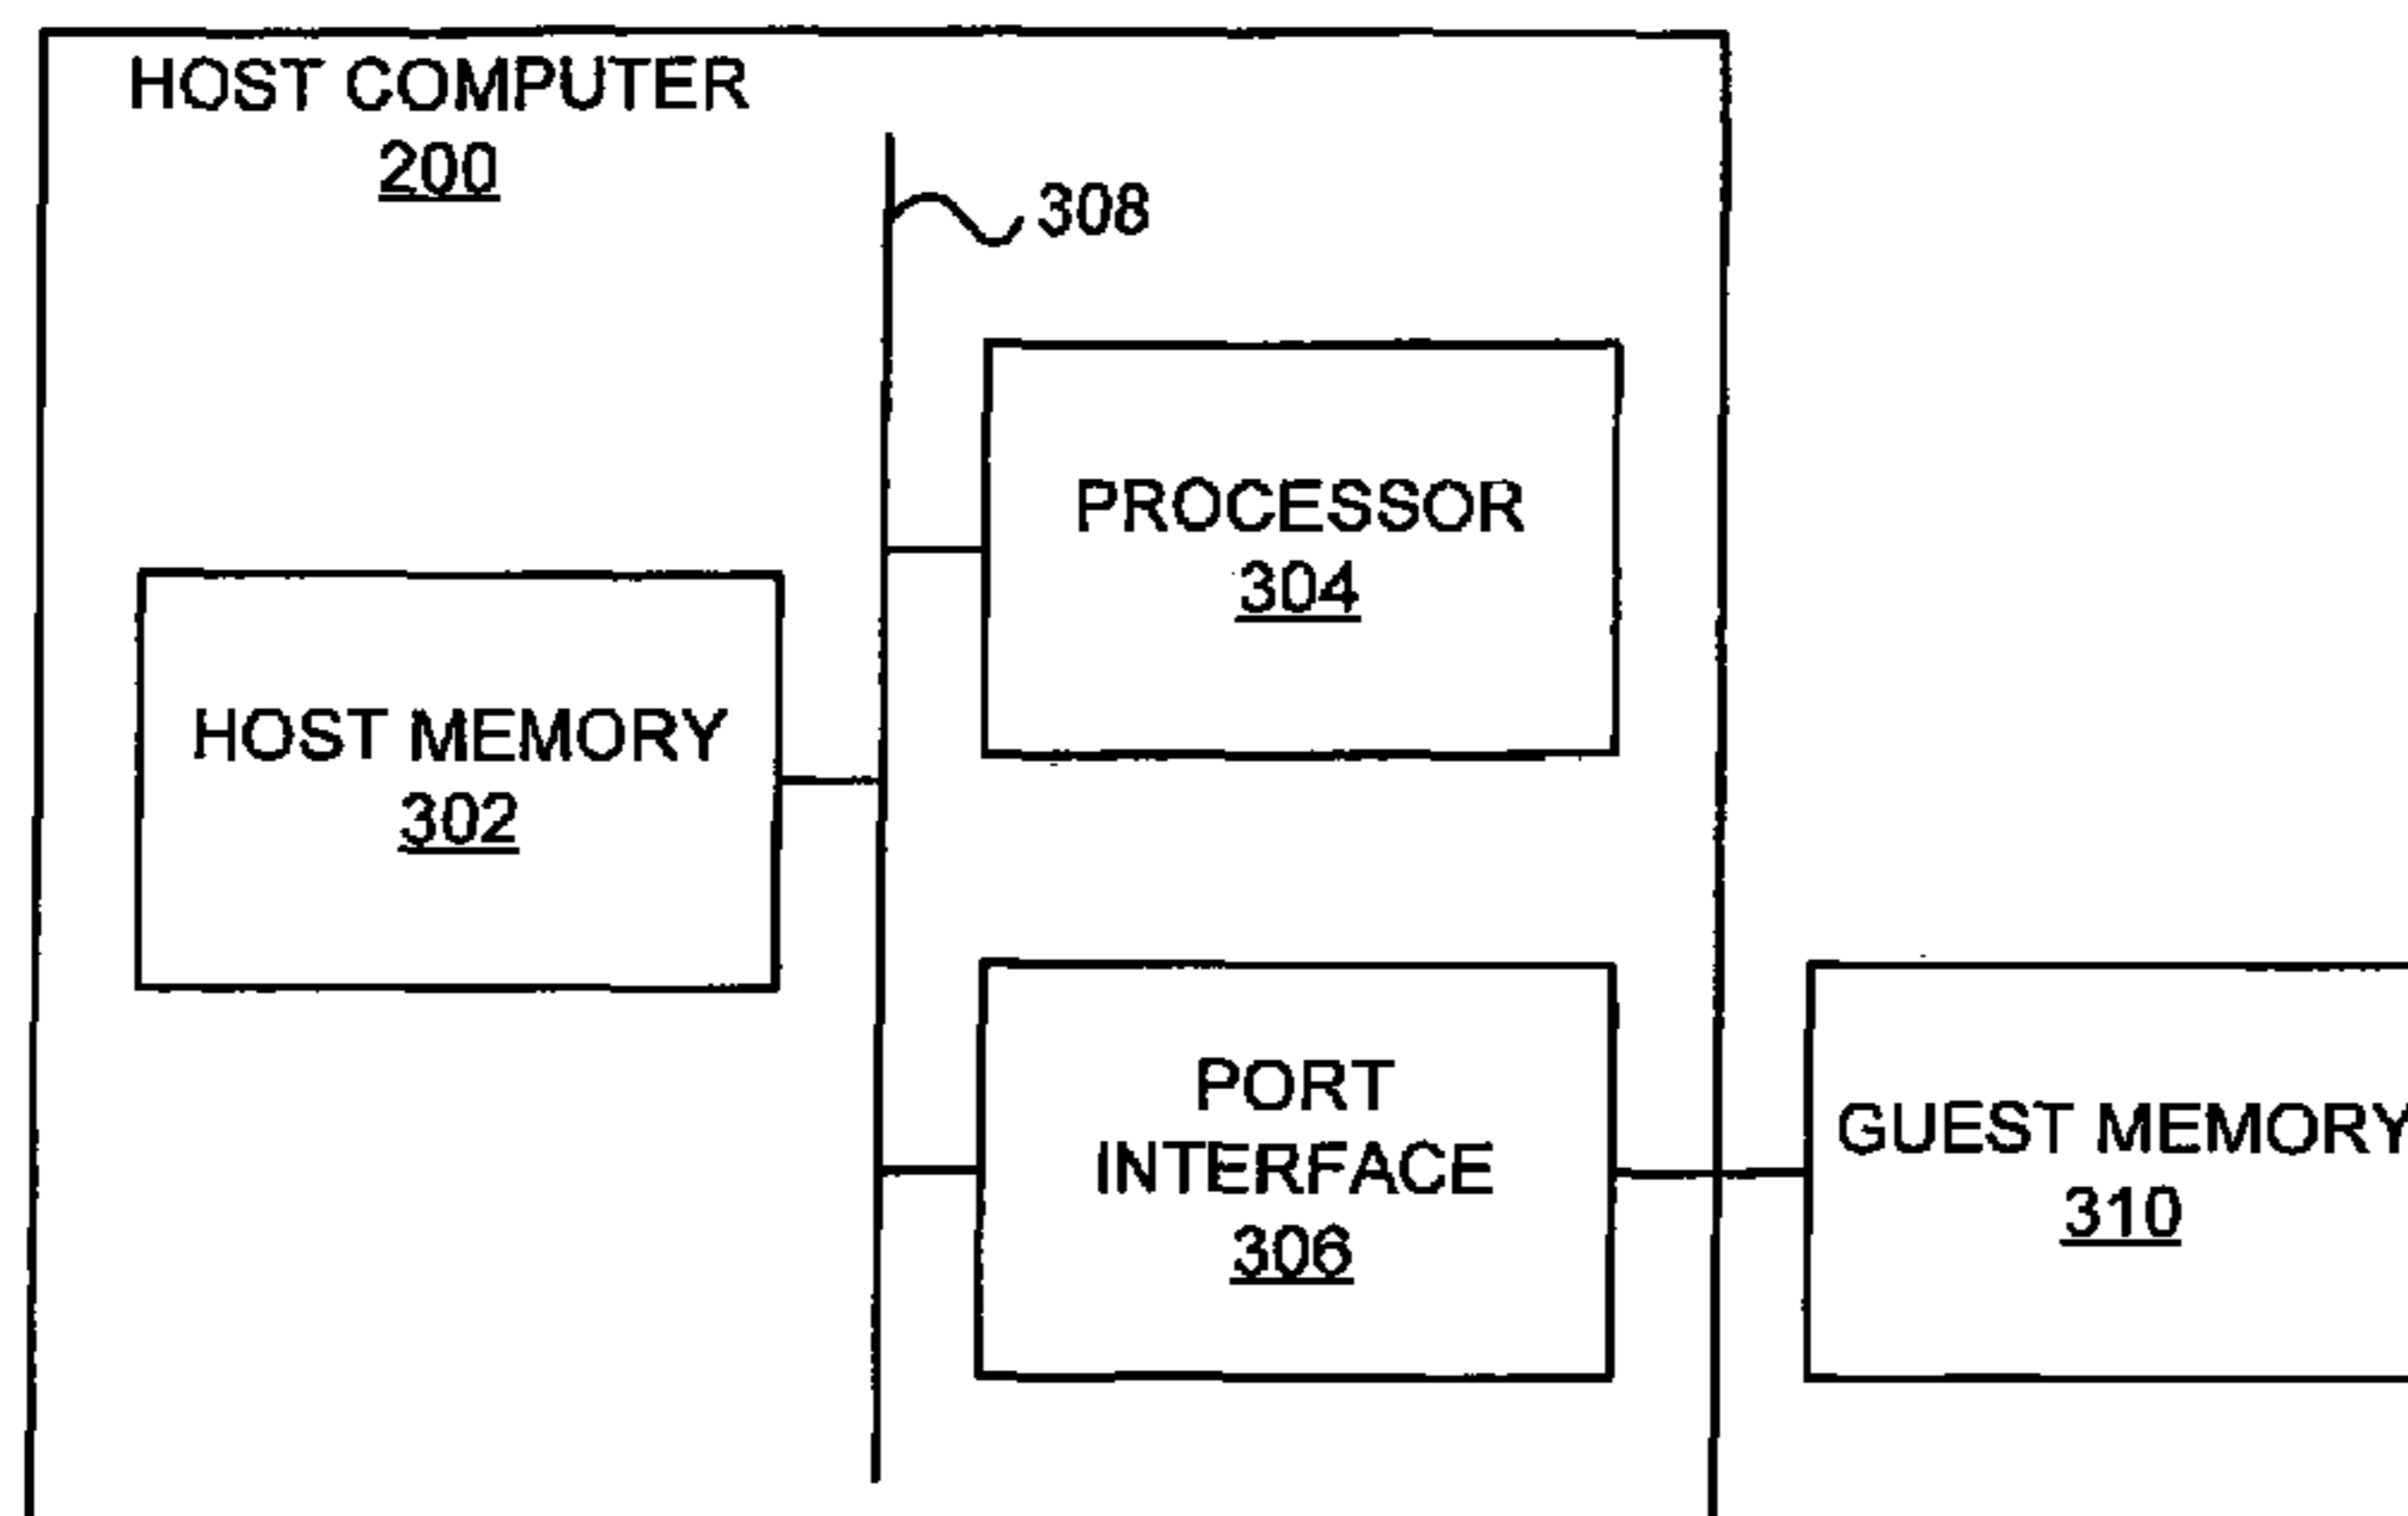 HOST COMPUTER
200
308
PROCESSOR
304
HOST MEMORY
302
PORT
INTERFACE
306
GUEST MEMORY
310